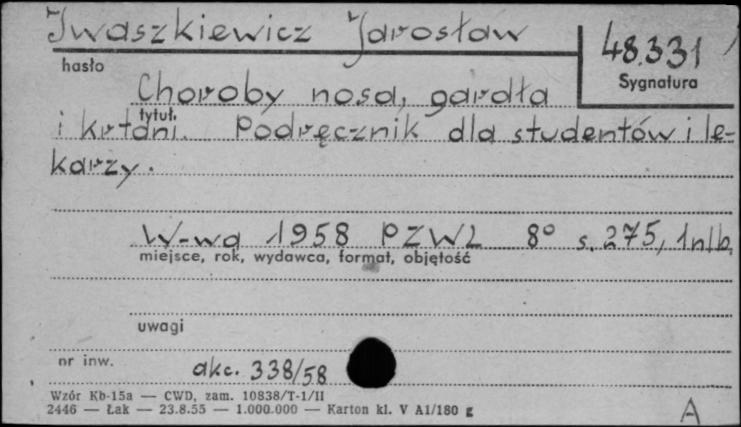 Iwaszkiewicz Jarosław
48.331
hasło
Sygnatura
Choroby nosa, gardła
tytuł
i krtani. Podręcznik dla studentów i le-
karzy.
W-wa 1958 PZWL 8° s. 275, 1 nlb.
miejsce, rok, wydawca, format, objętość
uwagi
nr inw.
akc. 338/58
Wzór Kb-15a — CWD, zam. 10838/T-1/II
2446 — Łak — 23.8.55 — 1.000.000 — Karton kl. V A1/180 g
A